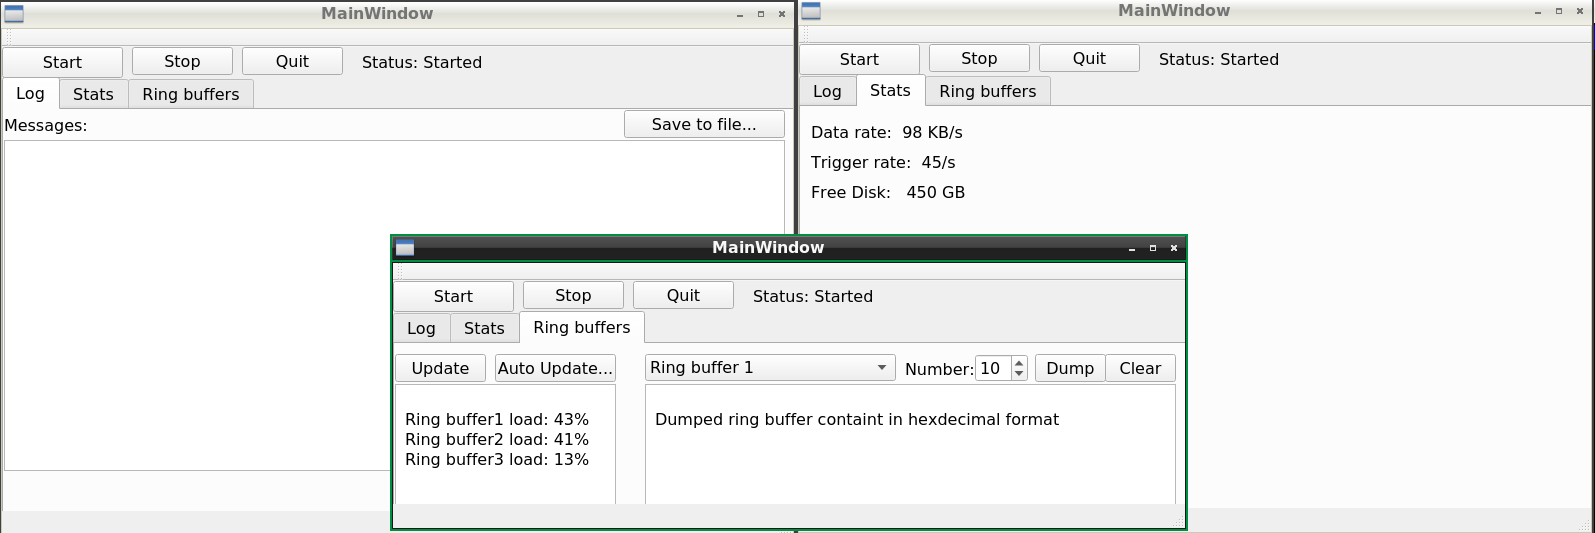 MainWindow
Start Stop Quit Status: Started
Log Stats Ring buffers
Messages: Save to file...
MainWindow
Start Stop Quit Status: Started
Log Stats Ring buffers
Data rate: 98 KB/s
Trigger rate: 45/s
Free Disk: 450 GB
MainWindow
Start Stop Quit Status: Started
Log Stats Ring buffers
Update Auto Update... Ring buffer 1 Number: 10 Dump Clear
Ring buffer1 load: 43%
Ring buffer2 load: 41%
Ring buffer3 load: 13%
Dumped ring buffer containt in hexdecimal format